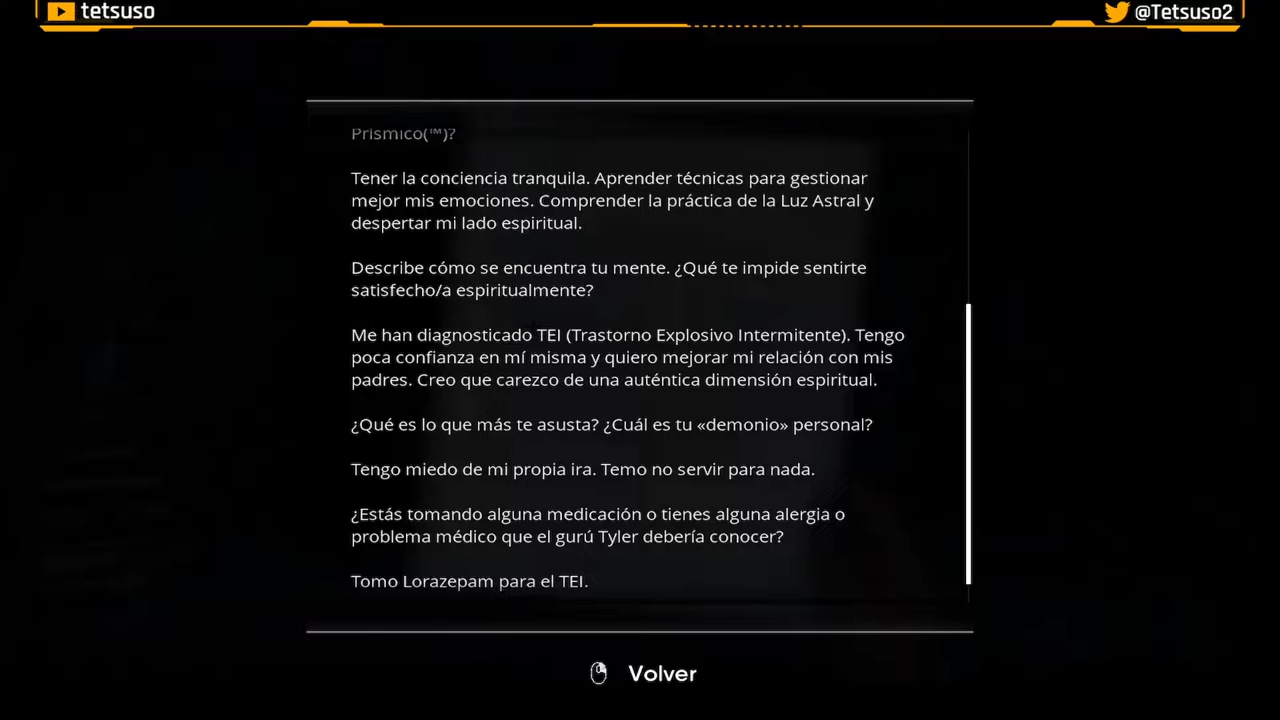 tetsuso
@Tetsuso2
Prismico(™)?
Tener la conciencia tranquila. Aprender técnicas para gestionar
mejor mis emociones. Comprender la práctica de la Luz Astral y
despertar mi lado espiritual.
Describe cómo se encuentra tu mente. ¿Qué te impide sentirte
satisfecho/a espiritualmente?
Me han diagnosticado TEI (Trastorno Explosivo Intermitente). Tengo
poca confianza en mí misma y quiero mejorar mi relación con mis
padres. Creo que carezco de una auténtica dimensión espiritual.
¿Qué es lo que más te asusta? ¿Cuál es tu «demonio» personal?
Tengo miedo de mi propia ira. Temo no servir para nada.
¿Estás tomando alguna medicación o tienes alguna alergia o
problema médico que el gurú Tyler debería conocer?
Tomo Lorazepam para el TEI.
Volver